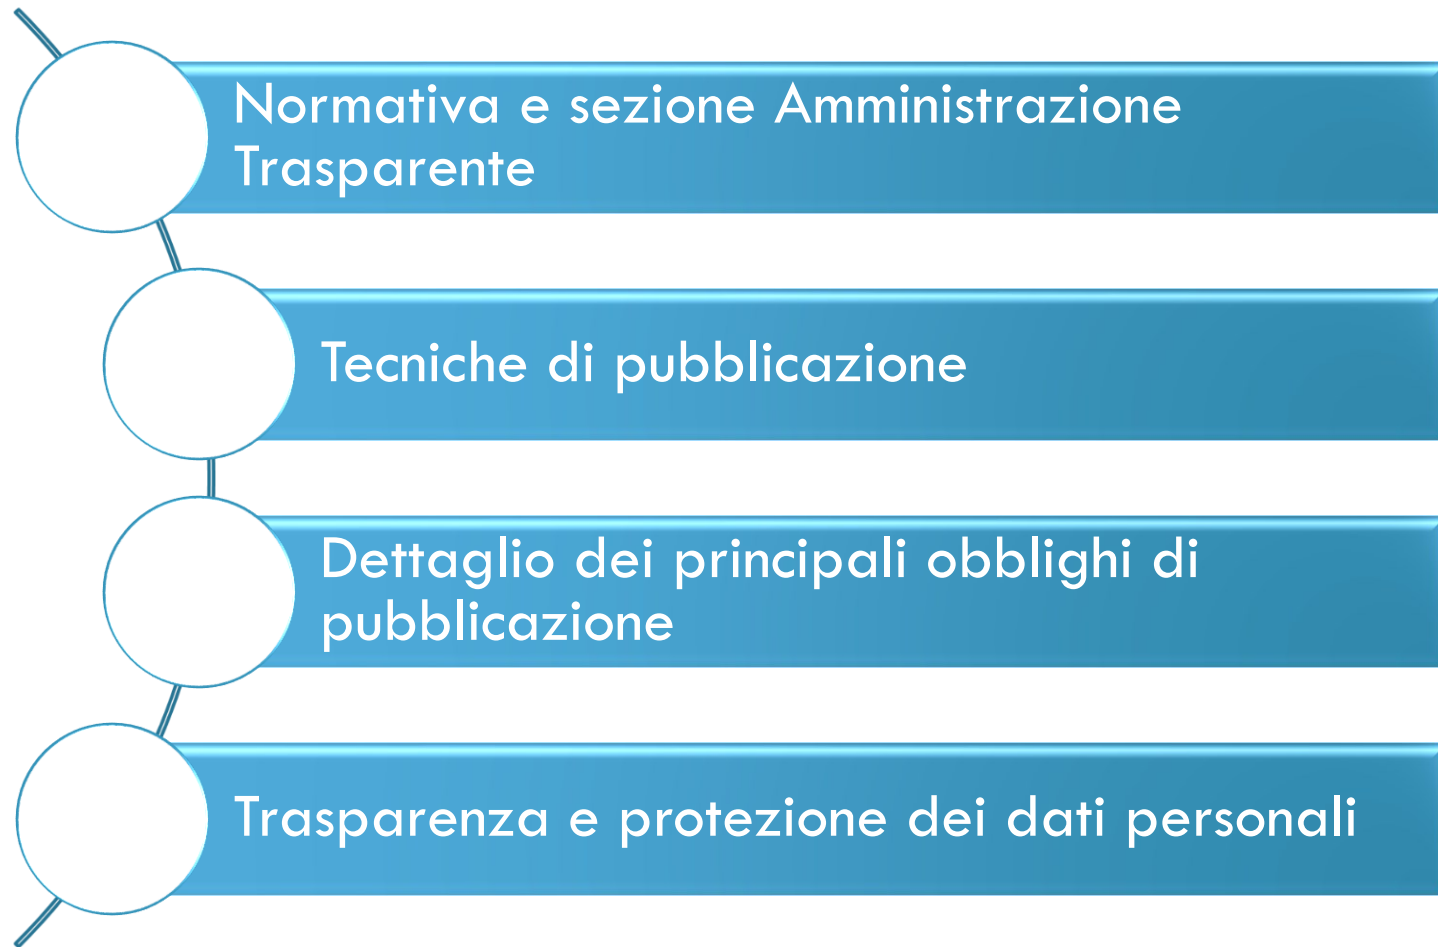 Normativa e sezione Amministrazione
Trasparente
Tecniche di pubblicazione
Dettaglio dei principali obblighi di
pubblicazione
Trasparenza e protezione dei dati personali